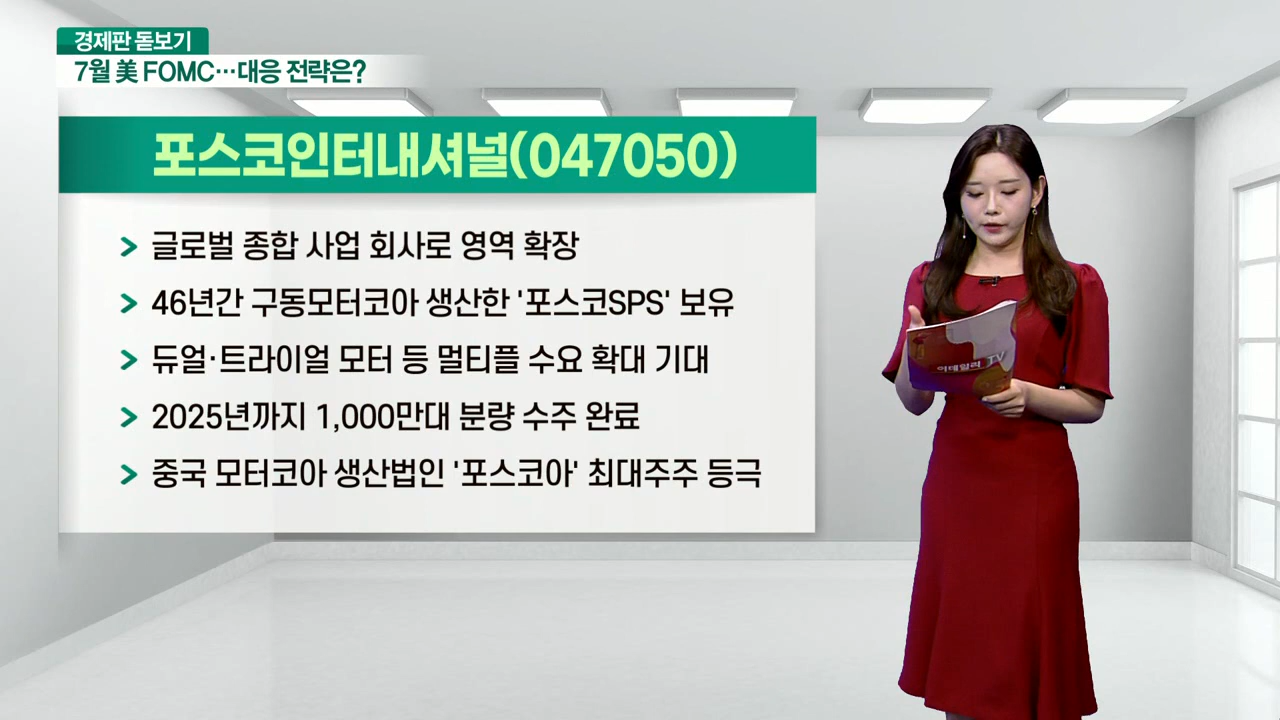 경제판 돋보기
7월 美 FOMC…대응 전략은?
포스코인터내셔널(047050)
> 글로벌 종합 사업 회사로 영역 확장
> 46년간 구동모터코아 생산한 '포스코SPS' 보유
> 듀얼·트라이얼 모터 등 멀티플 수요 확대 기대
> 2025년까지 1,000만대 분량 수주 완료
> 중국 모터코아 생산법인 '포스코아' 최대주주 등극
이데일리 TV